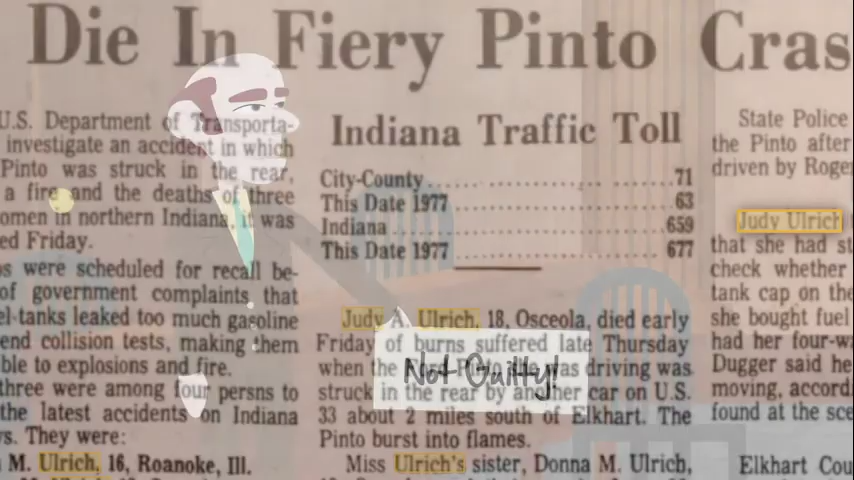 Die In Fiery Pinto Cras
U.S. Department of Transporta-
investigate an accident in which
Pinto was struck in the rear,
a fire and the deaths of three
omen in northern Indiana, it was
ed Friday.
os were scheduled for recall be-
of government complaints that
el-tanks leaked too much gasoline
end collision tests, making them
ble to explosions and fire.
three were among four persns to
the latest accidents on Indiana
ys. They were:
M. Ulrich, 16, Roanoke, Ill.
Indiana Traffic Toll
City-County 71
This Date 1977 63
Indiana 659
This Date 1977 677
Judy A. Ulrich, 18, Osceola, died early
Friday of burns suffered late Thursday
when the Ford Pinto she was driving was
struck in the rear by another car on U.S.
33 about 2 miles south of Elkhart. The
Pinto burst into flames.
Miss Ulrich's sister, Donna M. Ulrich,
Not Guilty!
State Police
the Pinto after
driven by Roge
Judy Ulrich
that she had st
check whether
tank cap on the
she bought fuel
had her four-wa
Dugger said he
moving, accord
found at the sce
Elkhart Cou